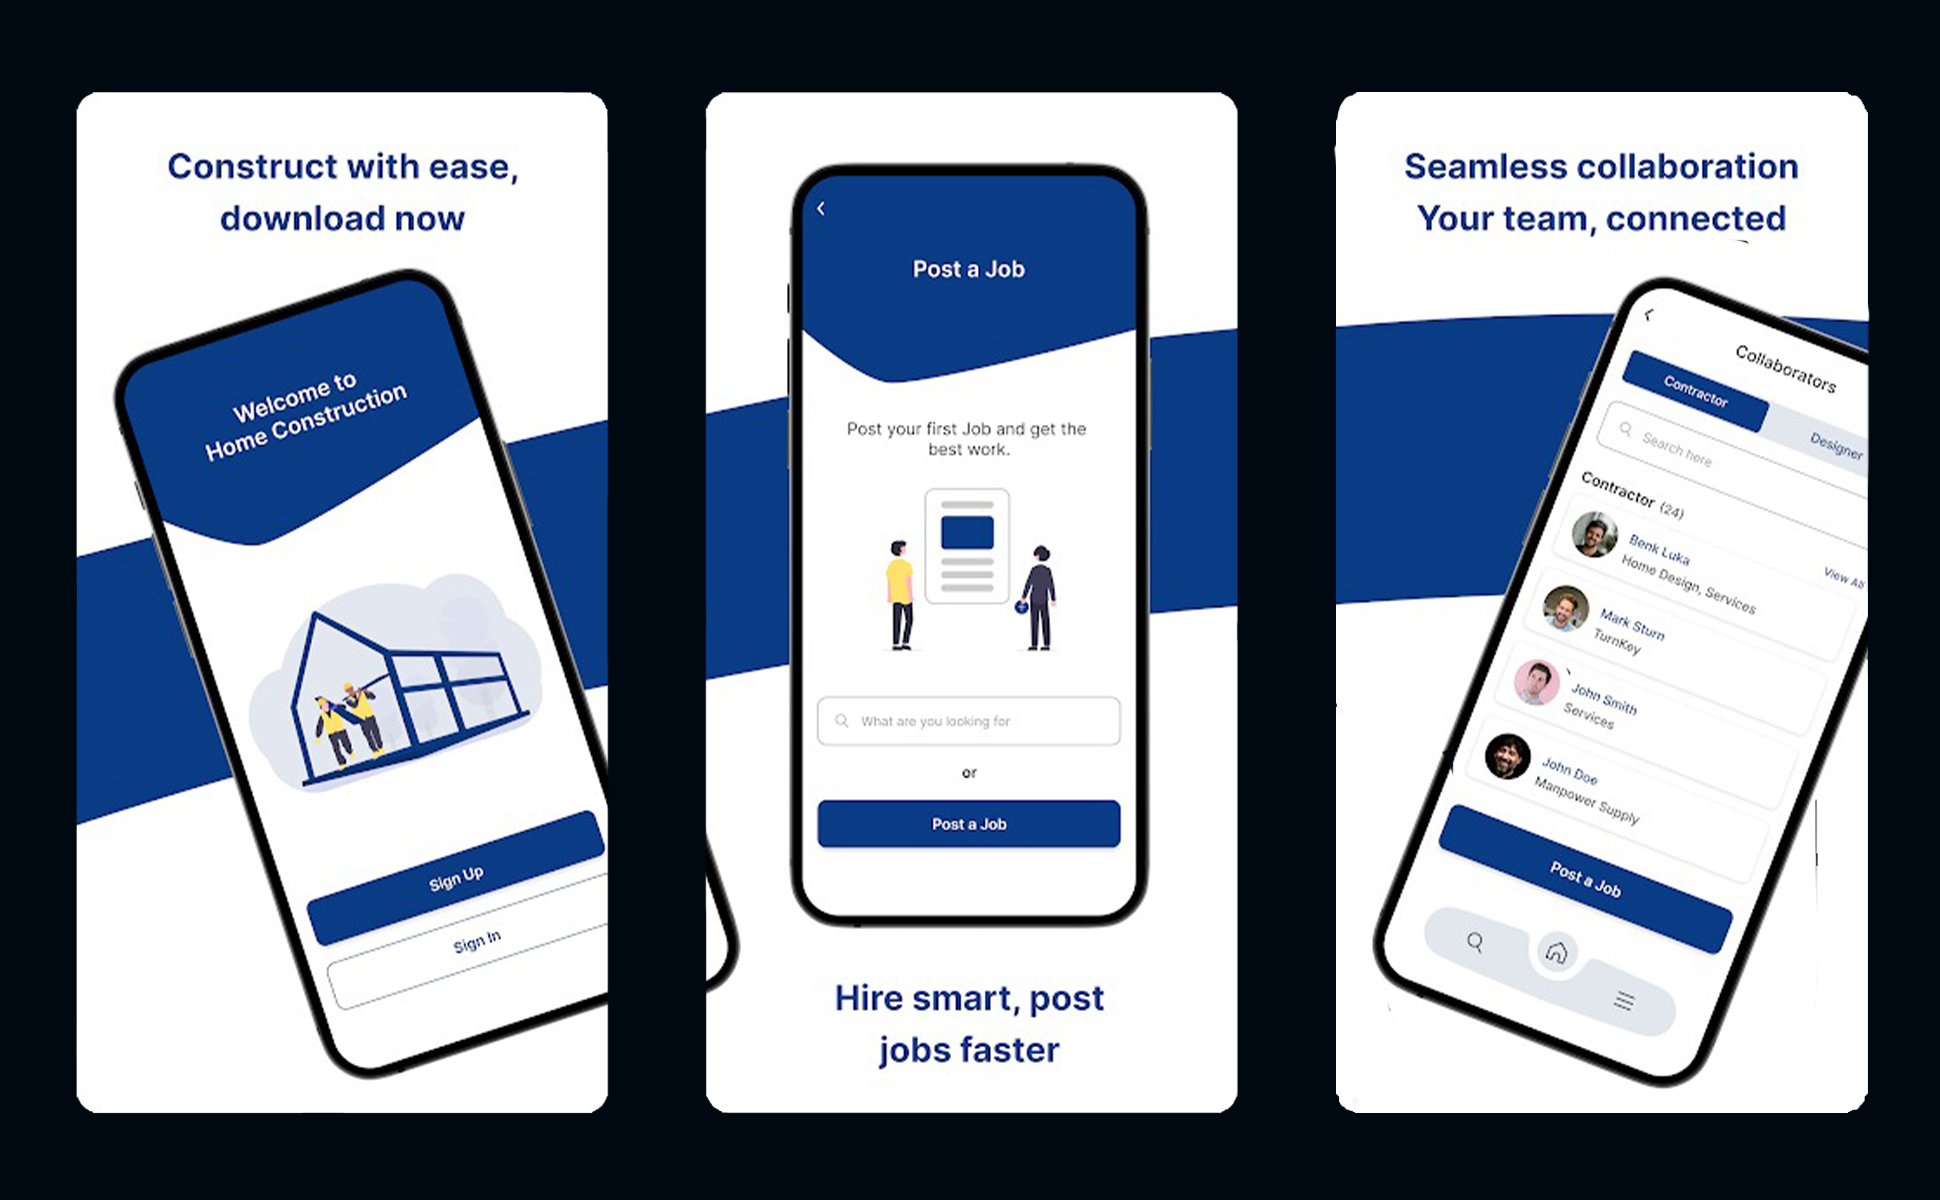 Construct with ease,
download now
Welcome to
Home Construction
Sign Up
Sign In
Post a Job
Post your first Job and get the
best work.
What are you looking for
or
Post a Job
Hire smart, post
jobs faster
Seamless collaboration
Your team, connected
Collaborators
Contractor
Designer
Search here
Contractor (24)
View All
Benk Luka
Home Design, Services
Mark Sturn
TurnKey
John Smith
Services
John Doe
Manpower Supply
Post a Job